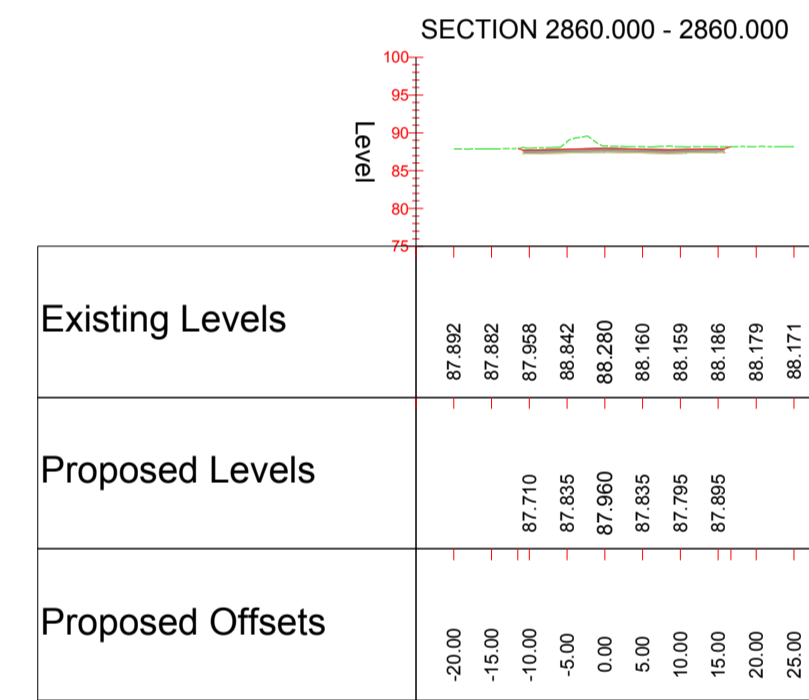 SECTION 2860.000 - 2860.000
Level
100
95
90
85
80
75
Existing Levels
87.892 87.882 87.958 88.842 88.280 88.160 88.159 88.186 88.179 88.171
Proposed Levels
87.710 87.835 87.960 87.835 87.795 87.895
Proposed Offsets
-20.00 -15.00 -10.00 -5.00 0.00 5.00 10.00 15.00 20.00 25.00